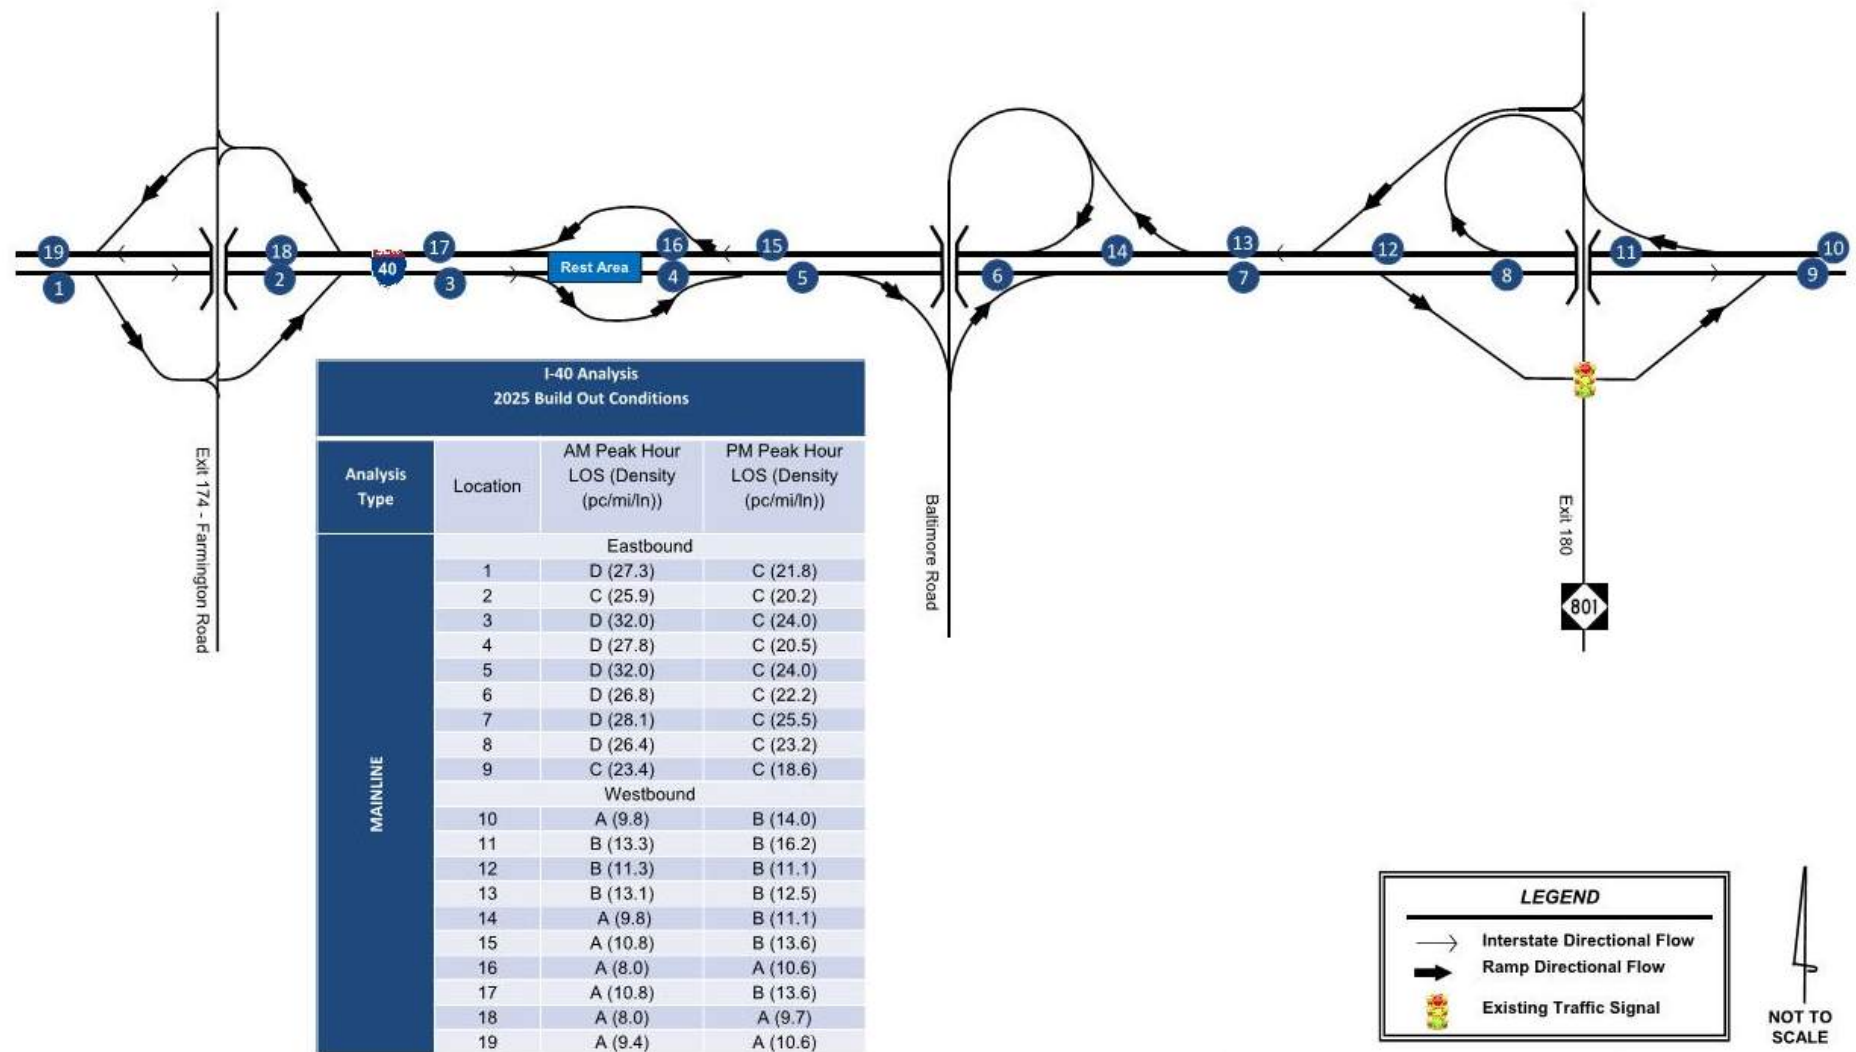 19
18
17
16
15
14
13
12
11
10
1
2
40
3
Rest Area
4
5
6
7
8
9
Exit 174 - Farmington Road
Baltimore Road
Exit 180
801
I-40 Analysis
2025 Build Out Conditions
Analysis Type
Location
AM Peak Hour
LOS (Density
(pc/mi/ln))
PM Peak Hour
LOS (Density
(pc/mi/ln))
MAINLINE
Eastbound
1 D (27.3) C (21.8)
2 C (25.9) C (20.2)
3 D (32.0) C (24.0)
4 D (27.8) C (20.5)
5 D (32.0) C (24.0)
6 D (26.8) C (22.2)
7 D (28.1) C (25.5)
8 D (26.4) C (23.2)
9 C (23.4) C (18.6)
Westbound
10 A (9.8) B (14.0)
11 B (13.3) B (16.2)
12 B (11.3) B (11.1)
13 B (13.1) B (12.5)
14 A (9.8) B (11.1)
15 A (10.8) B (13.6)
16 A (8.0) A (10.6)
17 A (10.8) B (13.6)
18 A (8.0) A (9.7)
19 A (9.4) A (10.6)
LEGEND
Interstate Directional Flow
Ramp Directional Flow
Existing Traffic Signal
NOT TO
SCALE